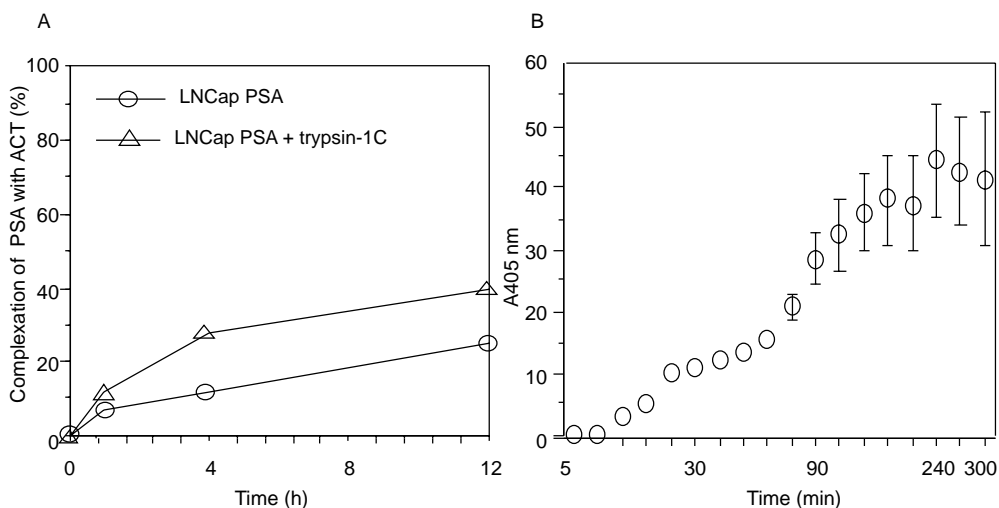 A
100
80
60
40
20
0
Complexation of PSA with ACT (%)
LNCap PSA
LNCap PSA + trypsin-1C
0 4 8 12
Time (h)
B
60
50
40
30
20
10
0
A405 nm
5 30 90 240 300
Time (min)